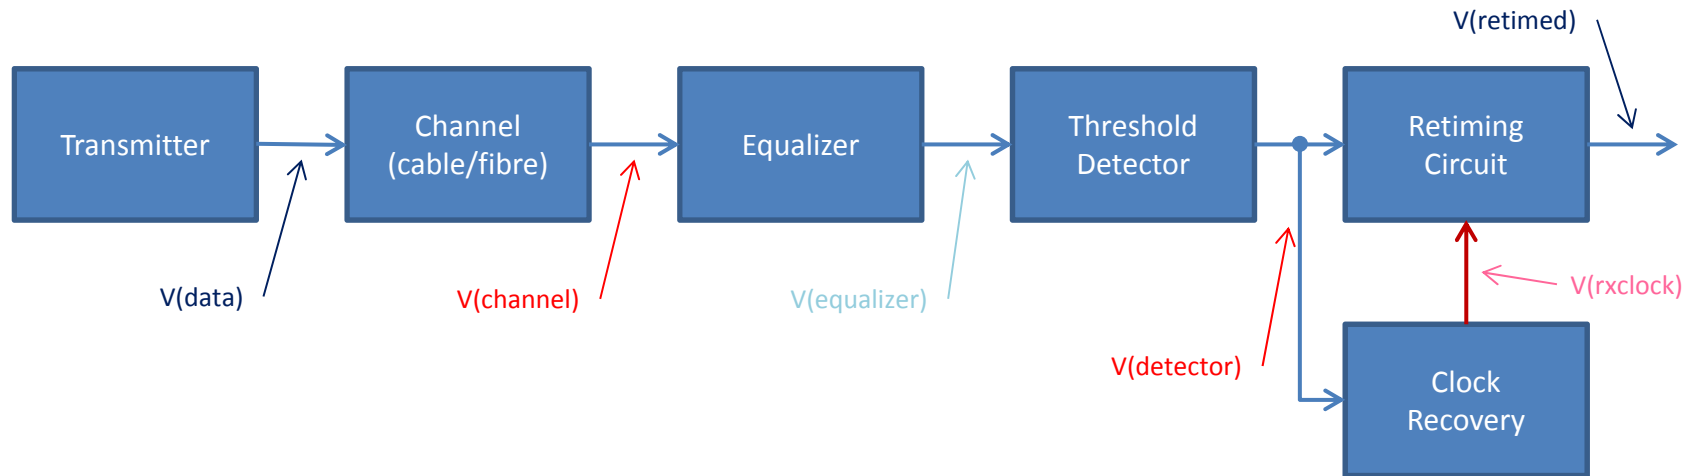 V(retimed)
Transmitter
Channel
(cable/fibre)
Equalizer
Threshold
Detector
Retiming
Circuit
V(data)
V(channel)
V(equalizer)
V(rxclock)
V(detector)
Clock
Recovery